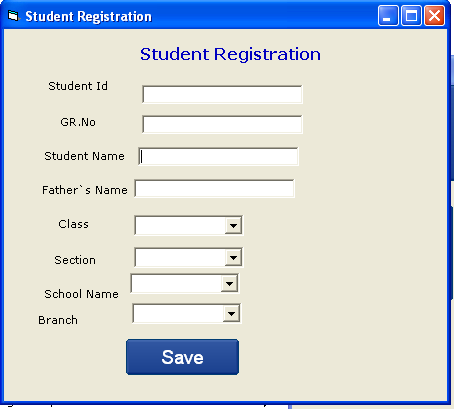 Student Registration
Student Registration
Student Id
GR.No
Student Name
Father`s Name
Class
Section
School Name
Branch
Save